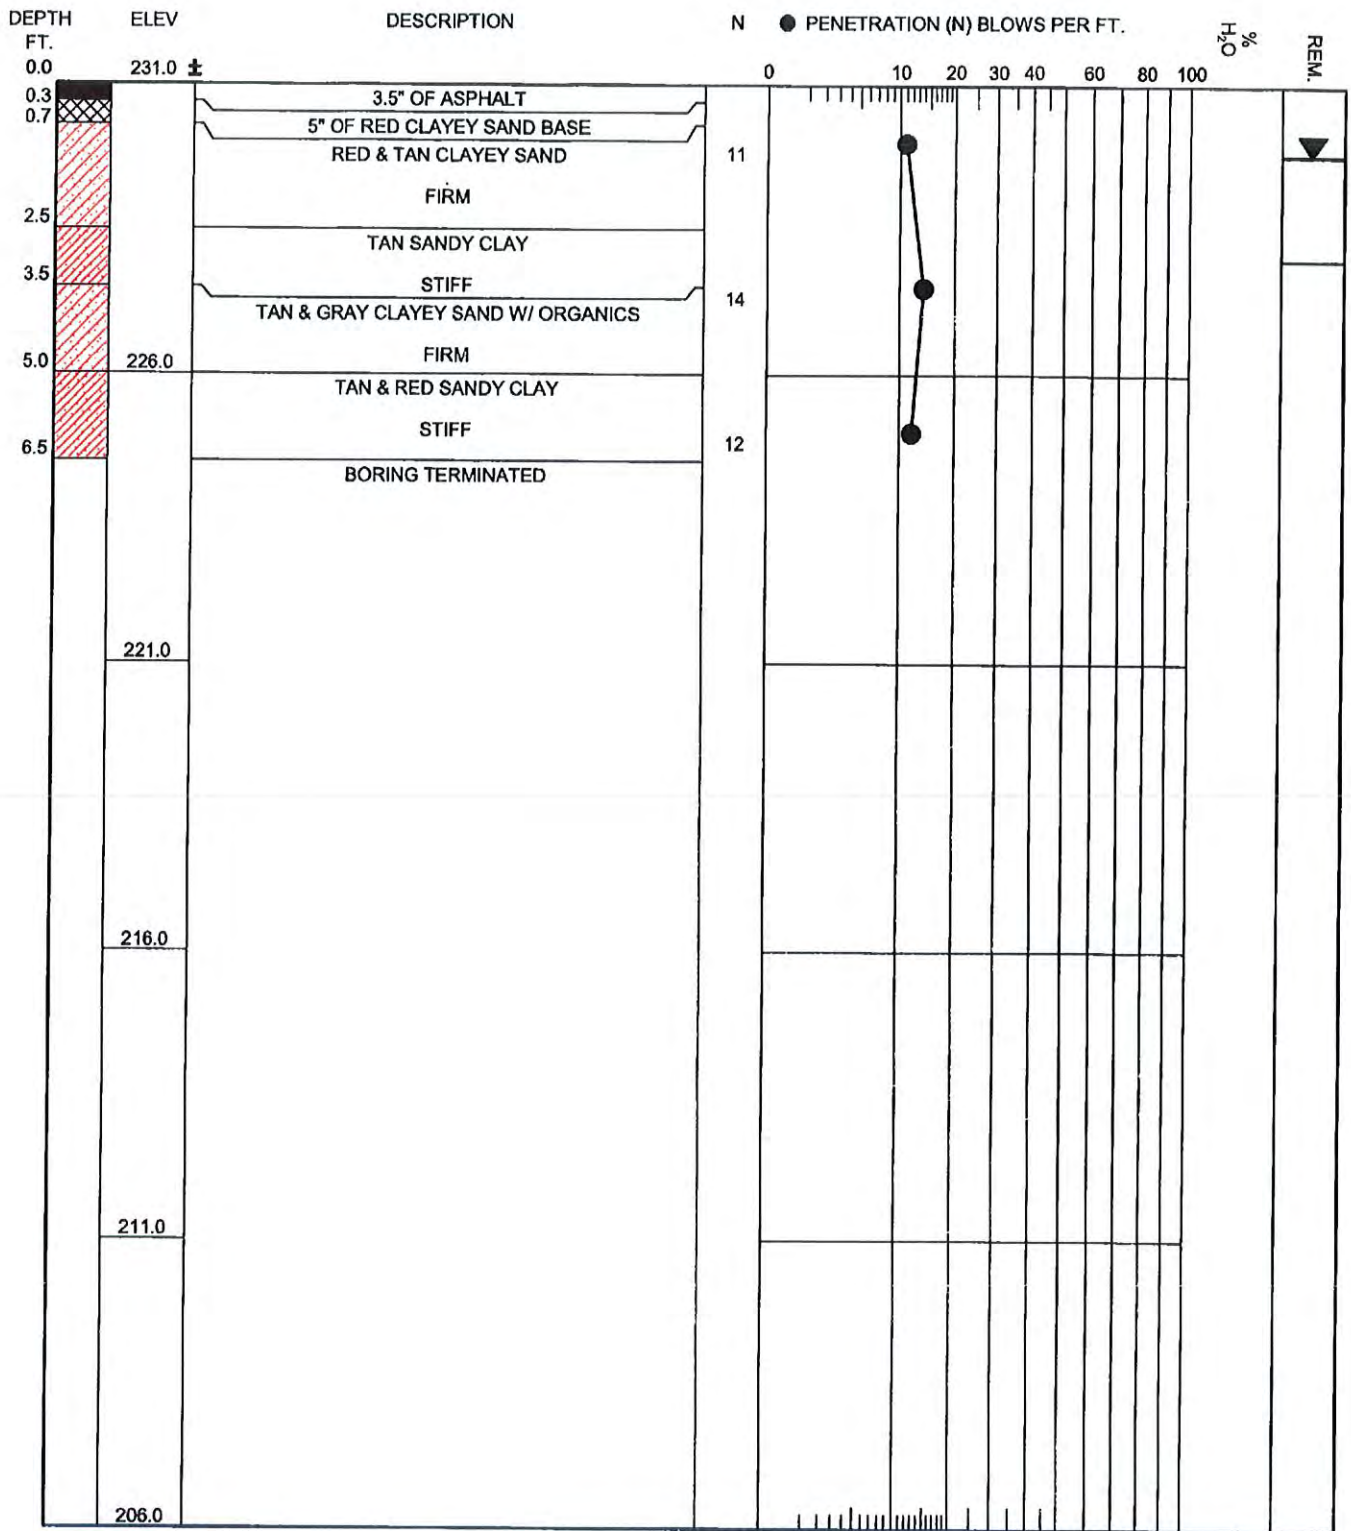 DEPTH ELEV DESCRIPTION N PENETRATION (N) BLOWS PER FT. % H₂O REM.
FT.
0.0 231.0 ± 0 10 20 30 40 60 80 100
0.3 3.5" OF ASPHALT
0.7 5" OF RED CLAYEY SAND BASE
RED & TAN CLAYEY SAND 11
FIRM
2.5
TAN SANDY CLAY
3.5 STIFF
TAN & GRAY CLAYEY SAND W/ ORGANICS 14
FIRM
5.0 226.0
TAN & RED SANDY CLAY
STIFF
6.5 12
BORING TERMINATED
221.0
216.0
211.0
206.0